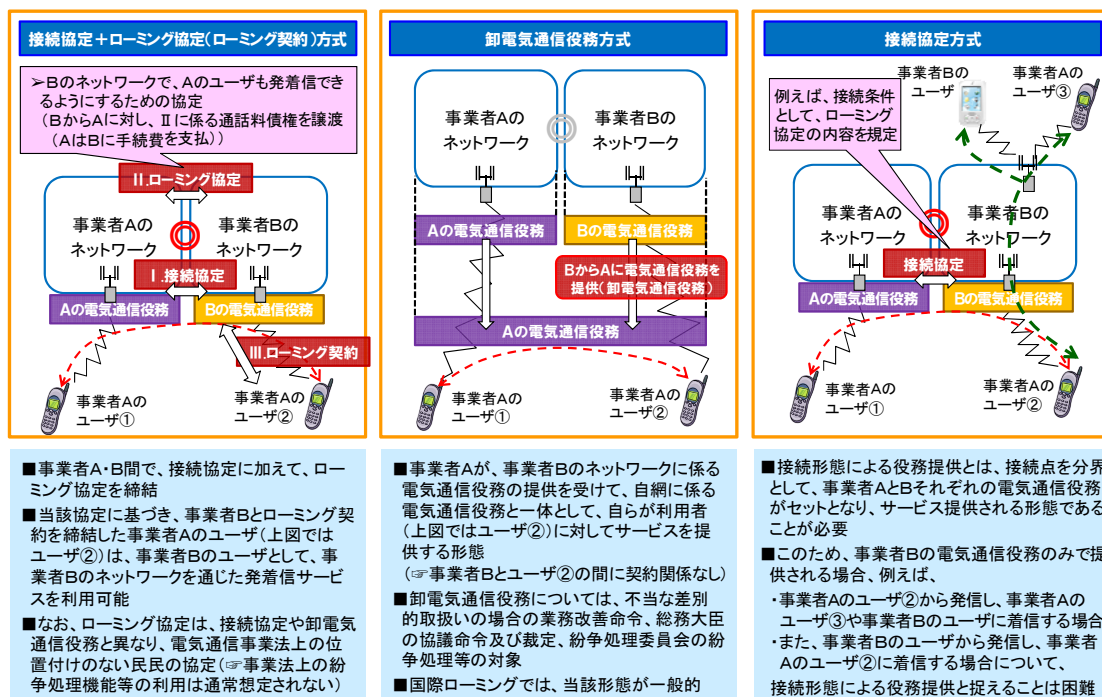 接続協定＋ローミング協定(ローミング契約)方式
➢Bのネットワークで、Aのユーザも発着信でき
るようにするための協定
(BからAに対し、Ⅱに係る通話料債権を譲渡
(AはBに手続費を支払))
Ⅱ.ローミング協定
事業者Aの
ネットワーク
事業者Bの
ネットワーク
Ⅰ.接続協定
Aの電気通信役務
Bの電気通信役務
Ⅲ.ローミング契約
事業者Aの
ユーザ①
事業者Aの
ユーザ②
■事業者A・B間で、接続協定に加えて、ロー
ミング協定を締結
■当該協定に基づき、事業者Bとローミング契
約を締結した事業者Aのユーザ(上図では
ユーザ②)は、事業者Bのユーザとして、事
業者Bのネットワークを通じた発着信サービ
スを利用可能
■なお、ローミング協定は、接続協定や卸電気
通信役務と異なり、電気通信事業法上の位
置付けのない民民の協定(☞事業法上の紛
争処理機能等の利用は通常想定されない)
卸電気通信役務方式
事業者Aの
ネットワーク
事業者Bの
ネットワーク
Aの電気通信役務
Bの電気通信役務
BからAに電気通信役務を
提供(卸電気通信役務)
Aの電気通信役務
事業者Aの
ユーザ①
事業者Aの
ユーザ②
■事業者Aが、事業者Bのネットワークに係る
電気通信役務の提供を受けて、自網に係る
電気通信役務と一体として、自らが利用者
(上図ではユーザ②)に対してサービスを提
供する形態
(☞事業者Bとユーザ②の間に契約関係なし)
■卸電気通信役務については、不当な差別
的取扱いの場合の業務改善命令、総務大臣
の協議命令及び裁定、紛争処理委員会の紛
争処理等の対象
■国際ローミングでは、当該形態が一般的
接続協定方式
例えば、接続条件
として、ローミング
協定の内容を規定
事業者Bの
ユーザ
事業者Aの
ユーザ③
事業者Aの
ネットワーク
事業者Bの
ネットワーク
接続協定
Aの電気通信役務
Bの電気通信役務
事業者Aの
ユーザ①
事業者Aの
ユーザ②
■接続形態による役務提供とは、接続点を分界
として、事業者AとBそれぞれの電気通信役務
がセットとなり、サービス提供される形態である
ことが必要
■このため、事業者Bの電気通信役務のみで提
供される場合、例えば、
・事業者Aのユーザ②から発信し、事業者Aの
ユーザ③や事業者Bのユーザに着信する場合
・また、事業者Bのユーザから発信し、事業者
Aのユーザ②に着信する場合について、
接続形態による役務提供と捉えることは困難